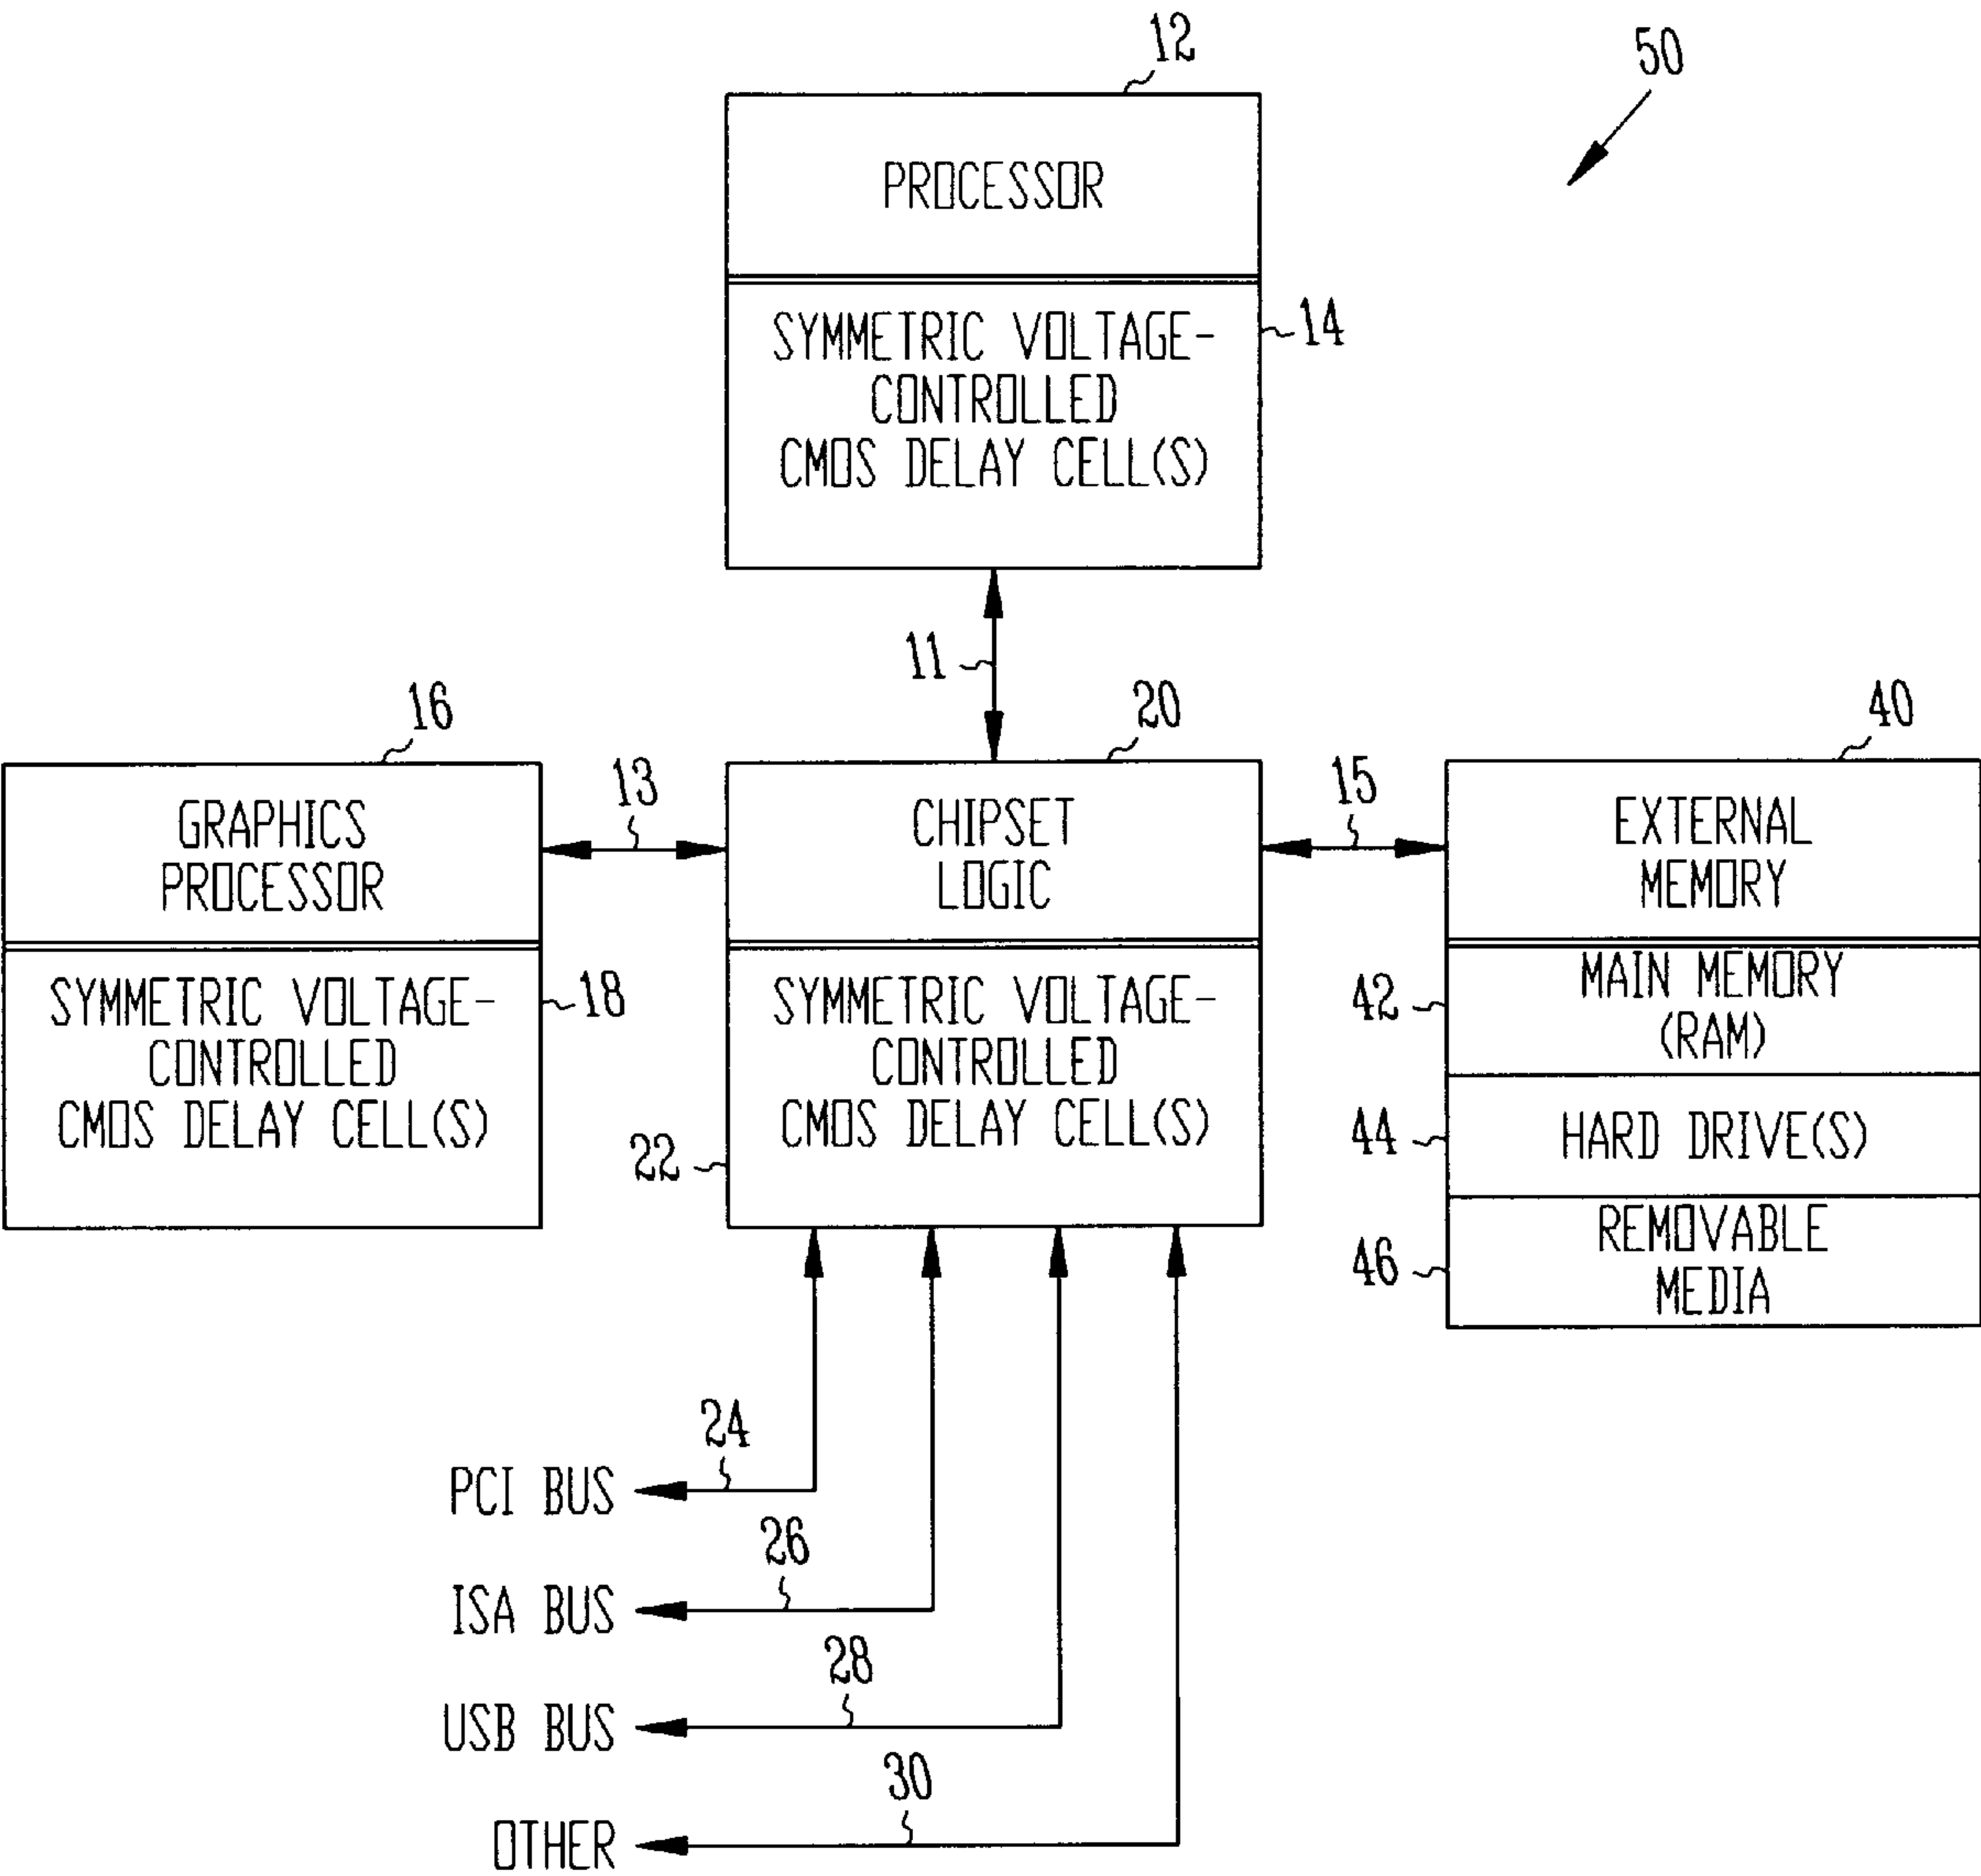 12
50
PROCESSOR
SYMMETRIC VOLTAGE-
CONTROLLED
CMOS DELAY CELL(S)
14
11
16
20
40
GRAPHICS
PROCESSOR
13
CHIPSET
LOGIC
15
EXTERNAL
MEMORY
SYMMETRIC VOLTAGE-
CONTROLLED
CMOS DELAY CELL(S)
18
SYMMETRIC VOLTAGE-
CONTROLLED
CMOS DELAY CELL(S)
22
42
MAIN MEMORY
(RAM)
44
HARD DRIVE(S)
46
REMOVABLE
MEDIA
24
PCI BUS
26
ISA BUS
28
USB BUS
30
OTHER